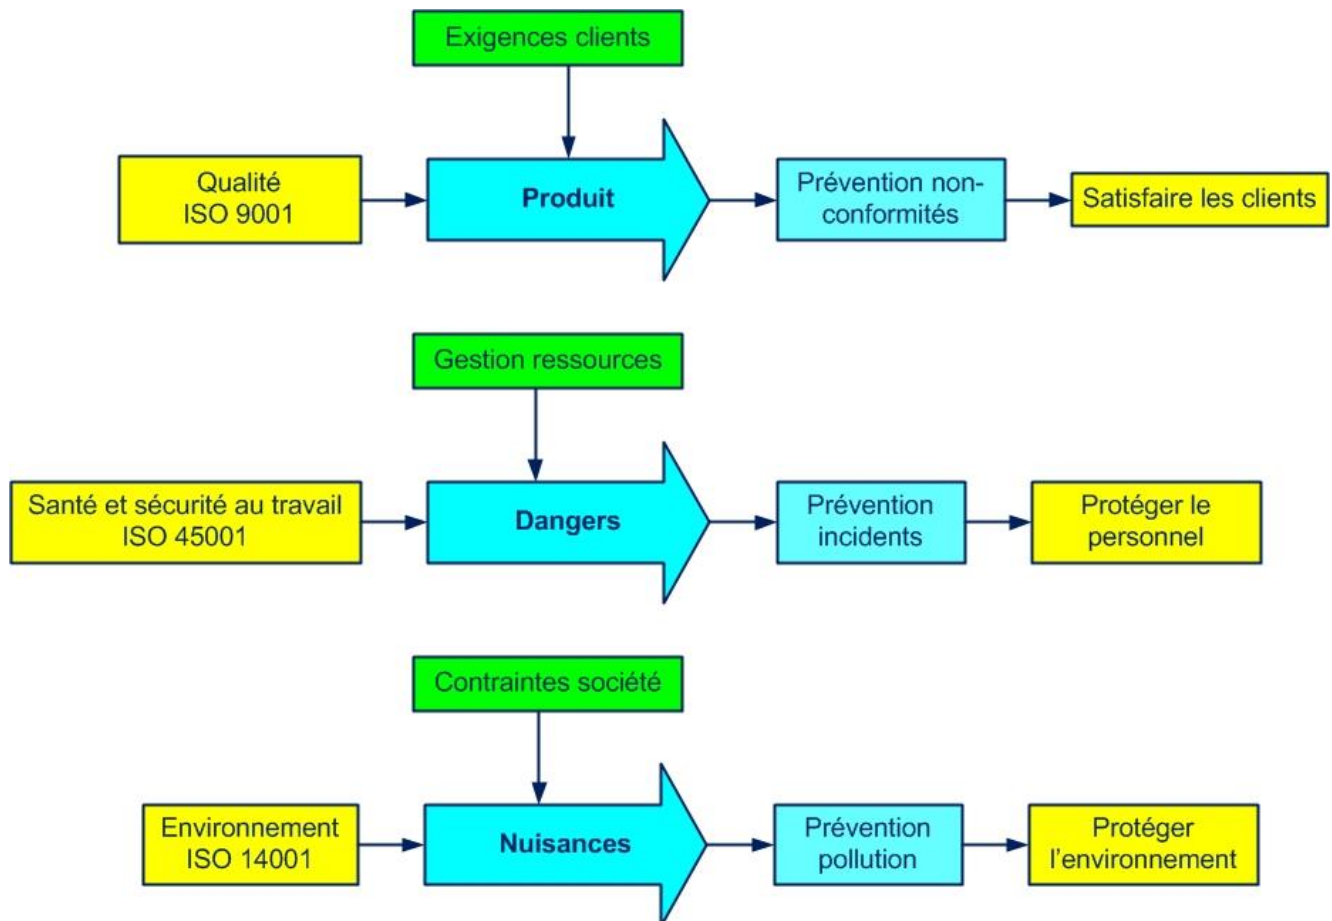 Exigences clients
Qualité
ISO 9001
Produit
Prévention non-
conformités
Satisfaire les clients
Gestion ressources
Santé et sécurité au travail
ISO 45001
Dangers
Prévention
incidents
Protéger le
personnel
Contraintes société
Environnement
ISO 14001
Nuisances
Prévention
pollution
Protéger
l’environnement